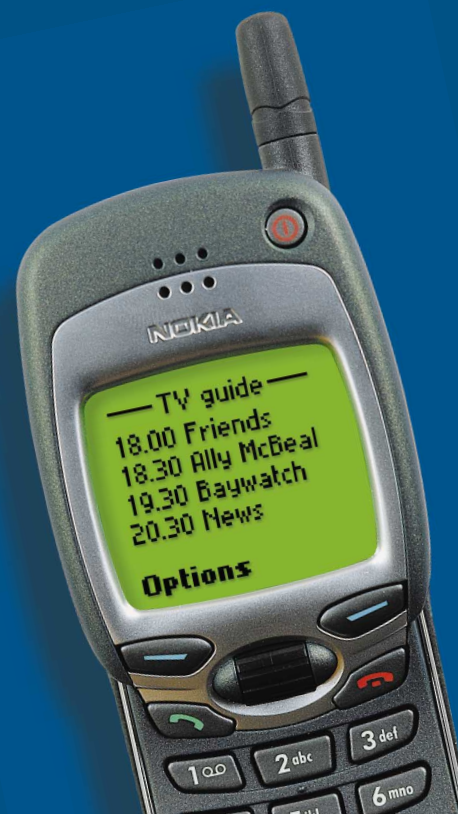 NOKIA
TV guide
18.00 Friends
18.30 Ally McBeal
19.30 Baywatch
20.30 News
Options
1
2 abc
3 def
6 mno